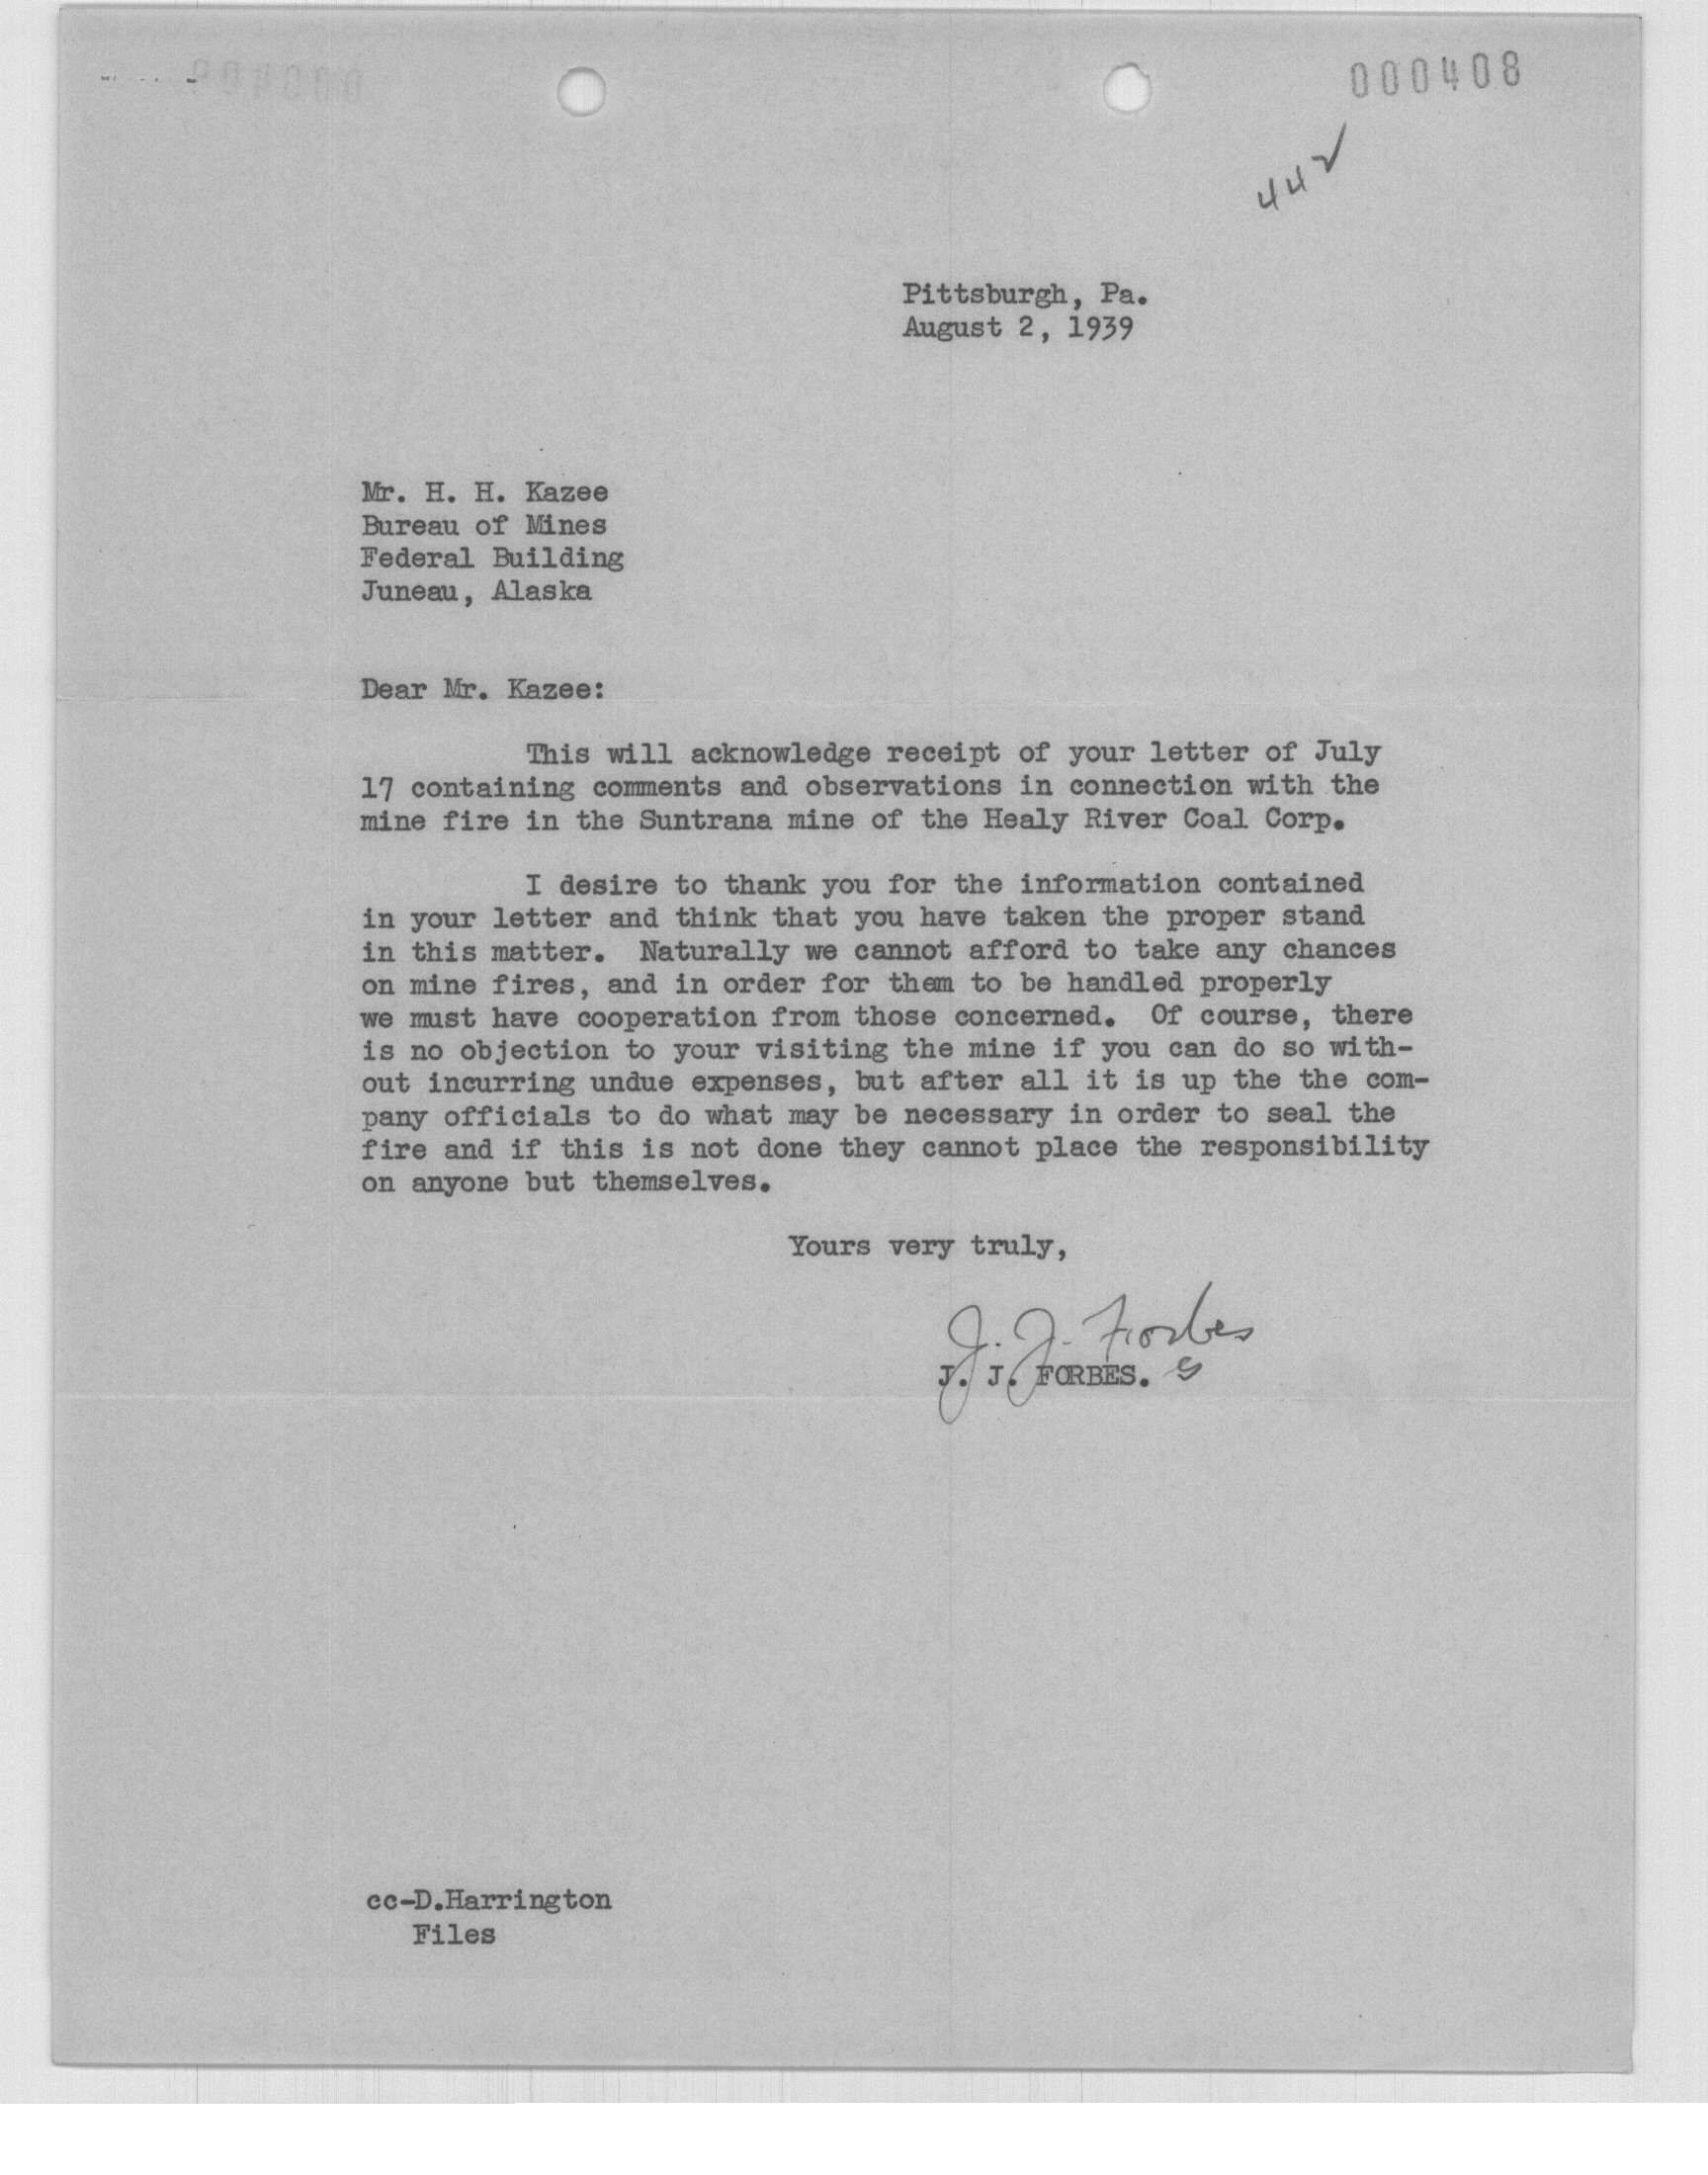 000408
442
Pittsburgh, Pa.
August 2, 1939
Mr. H. H. Kazee
Bureau of Mines
Federal Building
Juneau, Alaska
Dear Mr. Kazee:
This will acknowledge receipt of your letter of July
17 containing comments and observations in connection with the
mine fire in the Suntrana mine of the Healy River Coal Corp.
I desire to thank you for the information contained
in your letter and think that you have taken the proper stand
in this matter. Naturally we cannot afford to take any chances
on mine fires, and in order for them to be handled properly
we must have cooperation from those concerned. Of course, there
is no objection to your visiting the mine if you can do so with-
out incurring undue expenses, but after all it is up the the com-
pany officials to do what may be necessary in order to seal the
fire and if this is not done they cannot place the responsibility
on anyone but themselves.
Yours very truly,
J. J. Forbes
J. J. FORBES.
cc-D.Harrington
Files